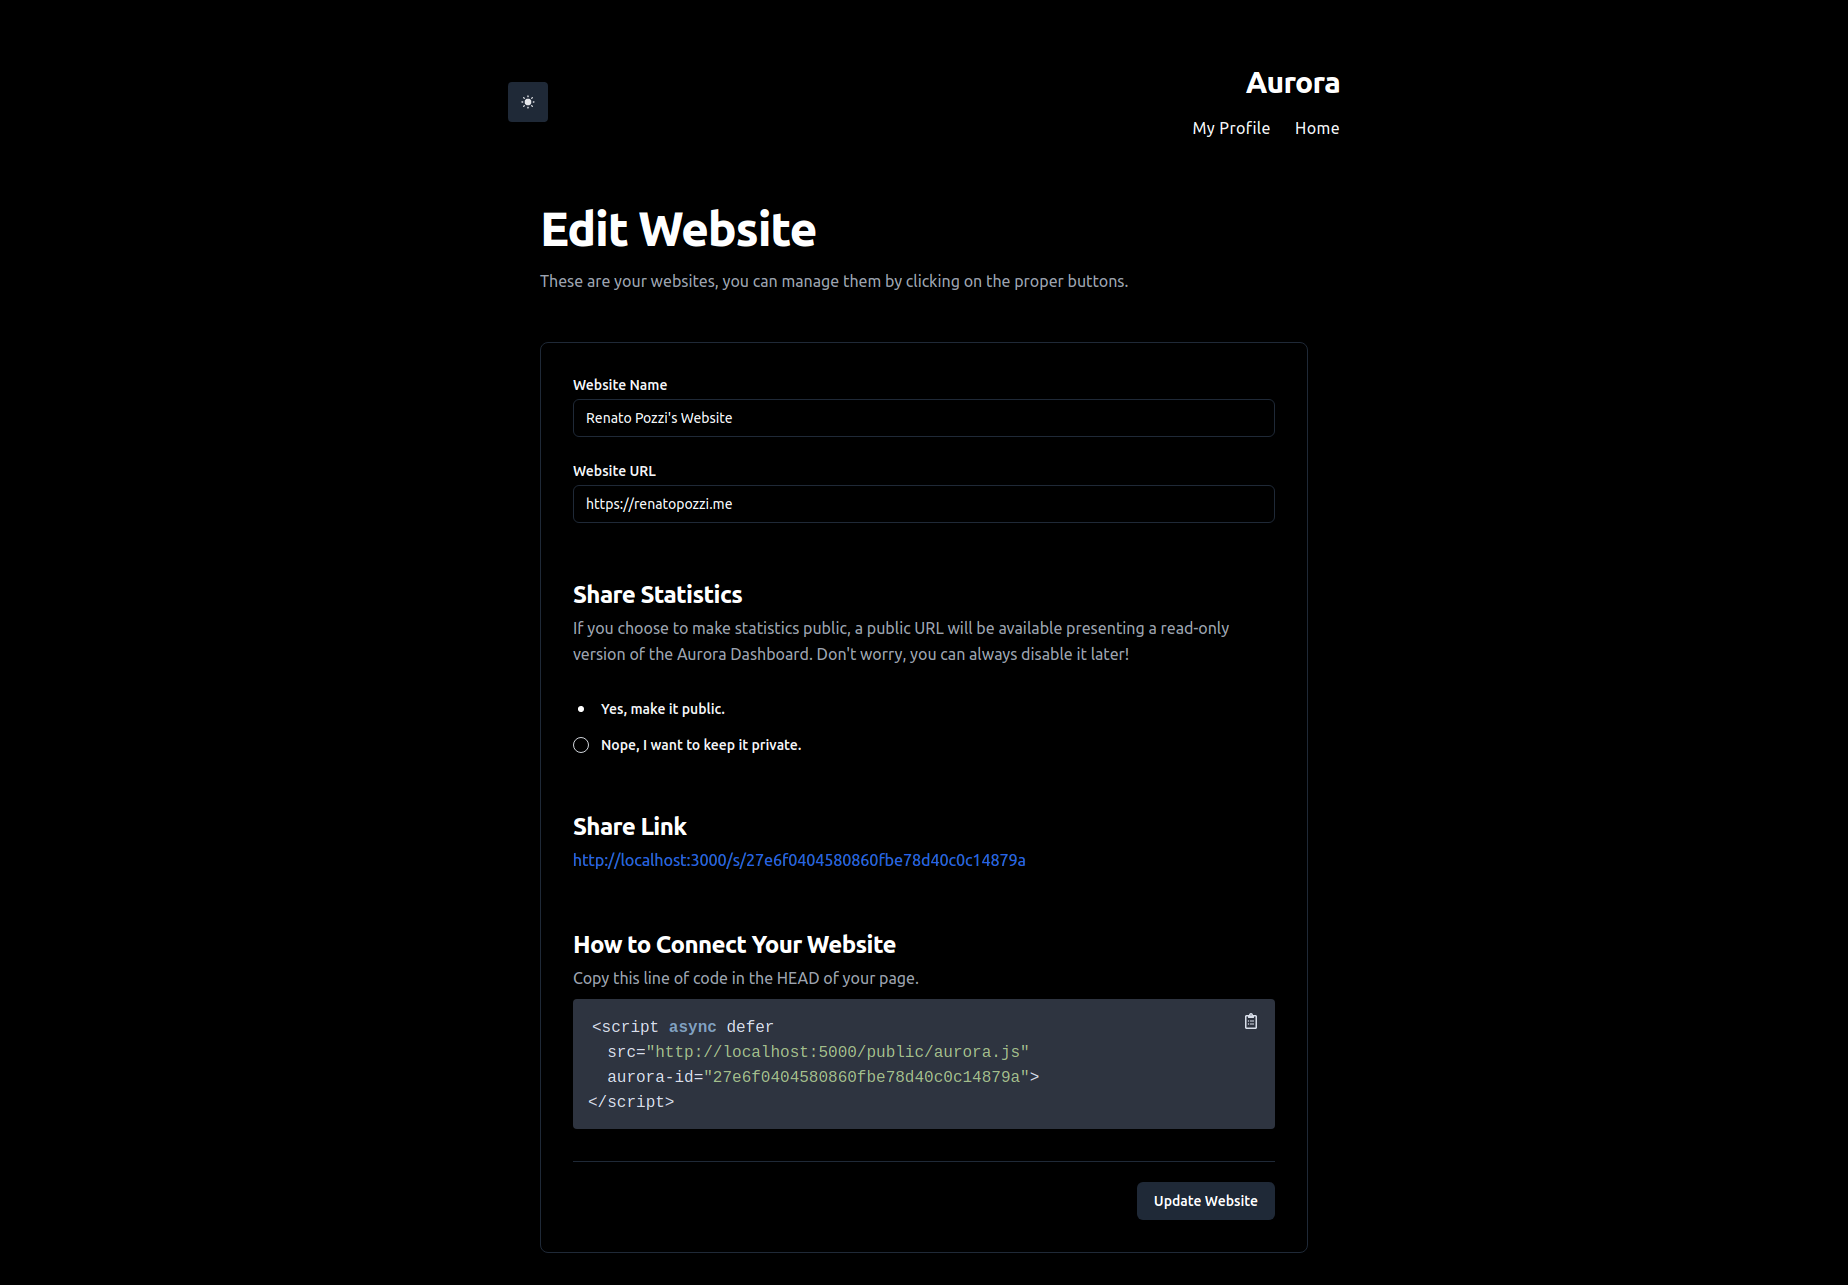 Aurora
My Profile Home
Edit Website
These are your websites, you can manage them by clicking on the proper buttons.
Website Name
Renato Pozzi's Website
Website URL
https://renatopozzi.me
Share Statistics
If you choose to make statistics public, a public URL will be available presenting a read-only
version of the Aurora Dashboard. Don't worry, you can always disable it later!
Yes, make it public.
Nope, I want to keep it private.
Share Link
http://localhost:3000/s/27e6f0404580860fbe78d40c0c14879a
How to Connect Your Website
Copy this line of code in the HEAD of your page.
<script async defer
src="http://localhost:5000/public/aurora.js"
aurora-id="27e6f0404580860fbe78d40c0c14879a">
</script>
Update Website